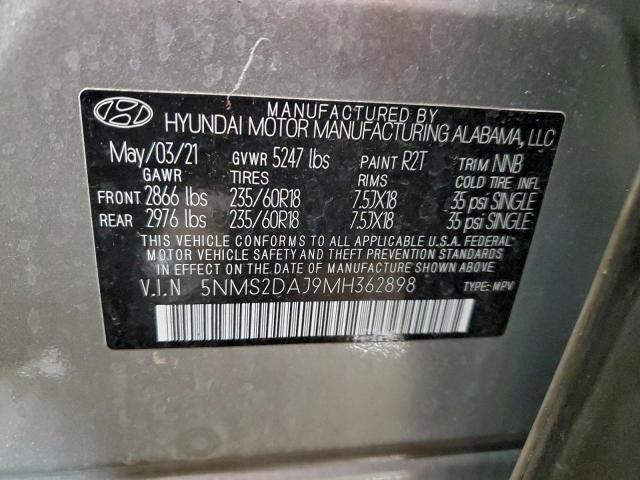 MANUFACTURED BY
HYUNDAI MOTOR MANUFACTURING ALABAMA, LLC
May/03/21 GVWR 5247 lbs PAINT R2T TRIM NNB
GAWR TIRES RIMS COLD TIRE INFL
FRONT 2866 lbs 235/60R18 7.5JX18 35 psi SINGLE
REAR 2976 lbs 235/60R18 7.5JX18 35 psi SINGLE
THIS VEHICLE CONFORMS TO ALL APPLICABLE U.S.A. FEDERAL
MOTOR VEHICLE SAFETY AND THEFT PREVENTION STANDARDS
IN EFFECT ON THE DATE OF MANUFACTURE SHOWN ABOVE.
V.I.N 5NMS2DAJ9MH362898 TYPE: MPV